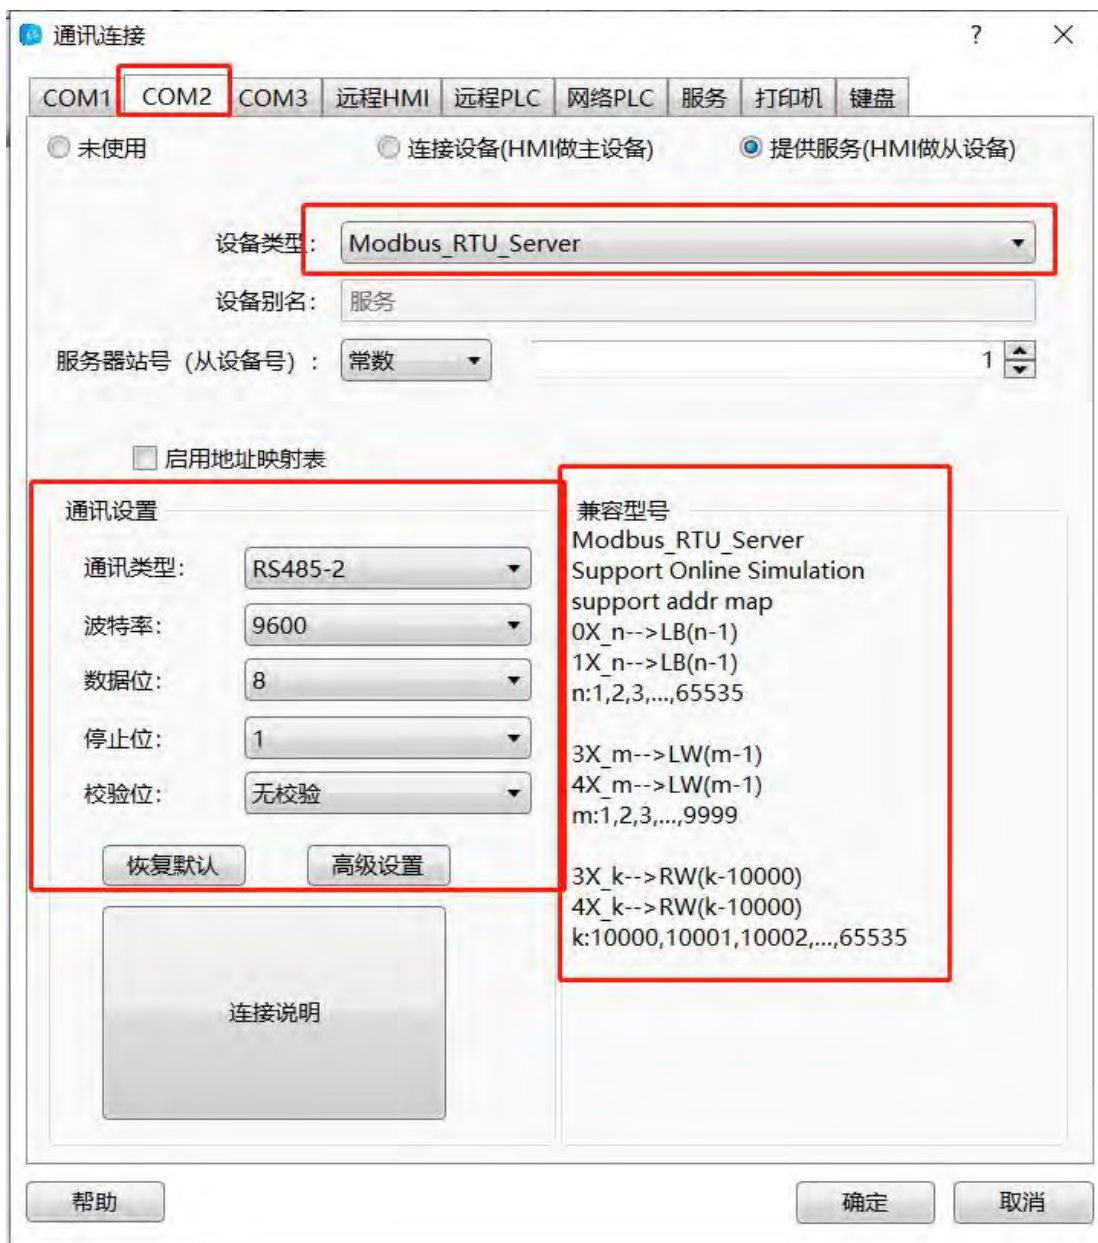 通讯连接
?
COM1 COM2 COM3 远程HMI 远程PLC 网络PLC 服务 打印机 键盘
未使用 连接设备(HMI做主设备) 提供服务(HMI做从设备)
设备类型: Modbus_RTU_Server
设备别名: 服务
服务器站号 (从设备号) : 常数 1
启用地址映射表
通讯设置
通讯类型: RS485-2
波特率: 9600
数据位: 8
停止位: 1
校验位: 无校验
恢复默认 高级设置
连接说明
兼容型号
Modbus_RTU_Server
Support Online Simulation
support addr map
0X_n-->LB(n-1)
1X_n-->LB(n-1)
n:1,2,3,...,65535
3X_m-->LW(m-1)
4X_m-->LW(m-1)
m:1,2,3,...,9999
3X_k-->RW(k-10000)
4X_k-->RW(k-10000)
k:10000,10001,10002,...,65535
帮助 确定 取消